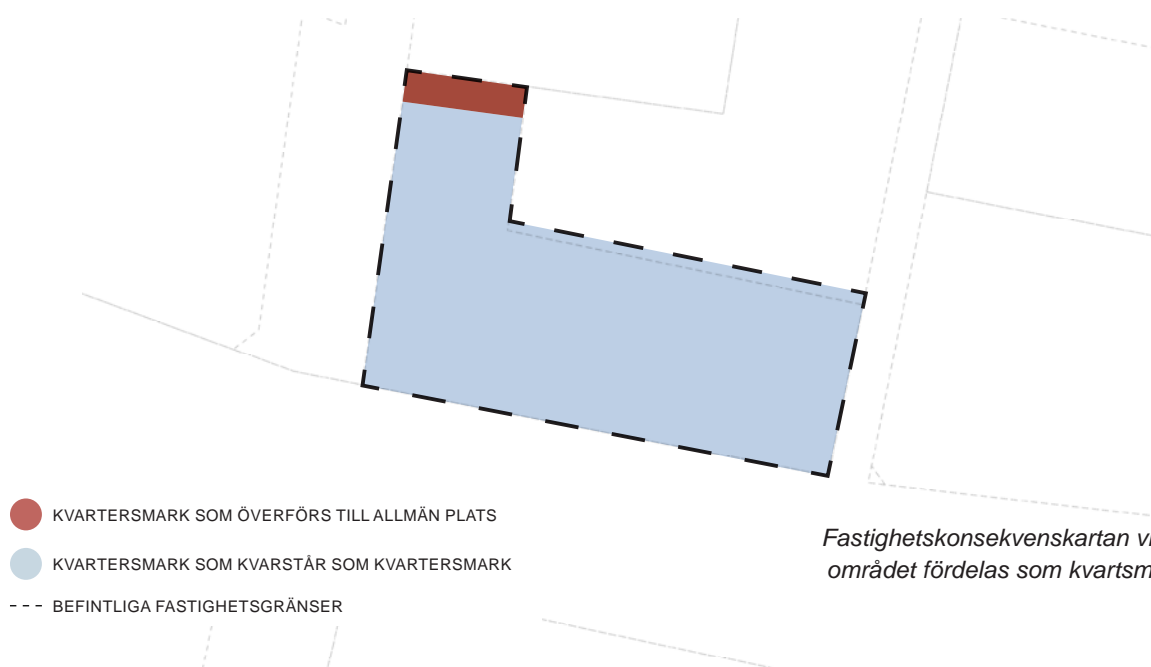 KVARTERSMARK SOM ÖVERFÖRS TILL ALLMÄN PLATS
KVARTERSMARK SOM KVARSTÅR SOM KVARTERSMARK
BEFINTLIGA FASTIGHETSGRÄNSER
Fastighetskonsekvenskartan
området fördelas som